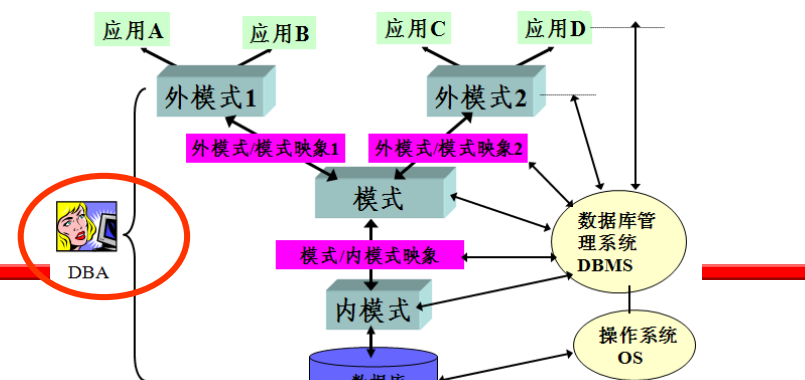 应用A
应用B
应用C
应用D
外模式1
外模式2
外模式/模式映象1
外模式/模式映象2
模式
数据库管
理系统
DBMS
DBA
模式/内模式映象
内模式
操作系统
OS
数据库